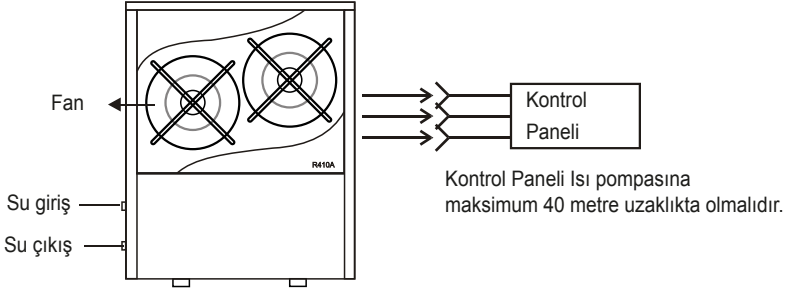 Fan
R410A
Su giriş
Su çıkış
Kontrol
Paneli
Kontrol Paneli Isı pompasına
maksimum 40 metre uzaklıkta olmalıdır.